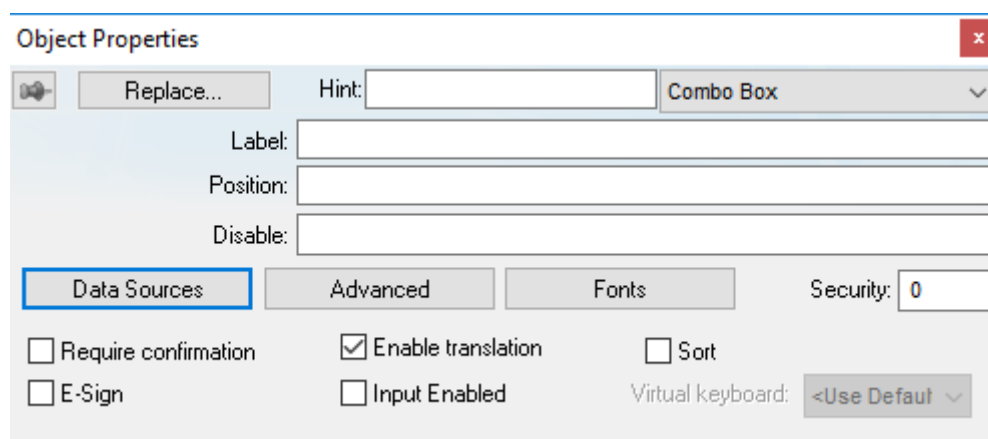 Object Properties
x
Replace... Hint: Combo Box
Label:
Position:
Disable:
Data Sources Advanced Fonts Security: 0
Require confirmation Enable translation Sort
E-Sign Input Enabled Virtual keyboard: <Use Defaul